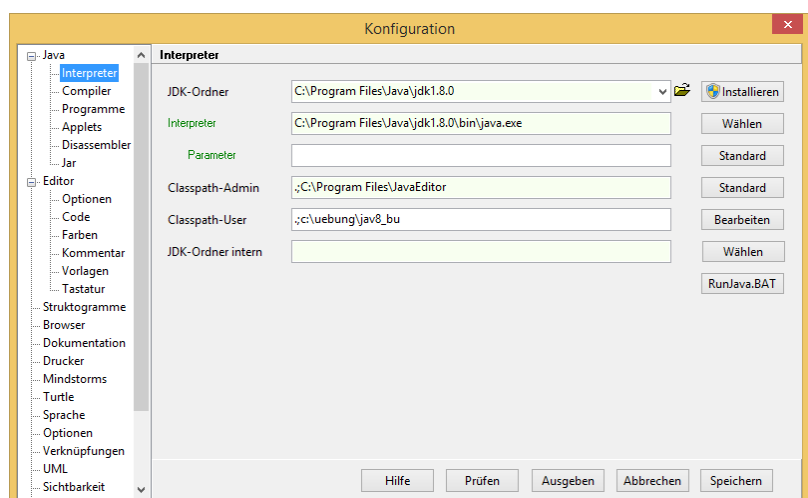 Konfiguration
Java
Interpreter
Compiler
Programme
Applets
Disassembler
Jar
Editor
Optionen
Code
Farben
Kommentar
Vorlagen
Tastatur
Struktogramme
Browser
Dokumentation
Drucker
Mindstorms
Turtle
Sprache
Optionen
Verknüpfungen
UML
Sichtbarkeit
Interpreter
JDK-Ordner C:\Program Files\Java\jdk1.8.0 Installieren
Interpreter C:\Program Files\Java\jdk1.8.0\bin\java.exe Wählen
Parameter Standard
Classpath-Admin .;C:\Program Files\JavaEditor Standard
Classpath-User .;c:\uebung\jav8_bu Bearbeiten
JDK-Ordner intern Wählen
RunJava.BAT
Hilfe Prüfen Ausgeben Abbrechen Speichern